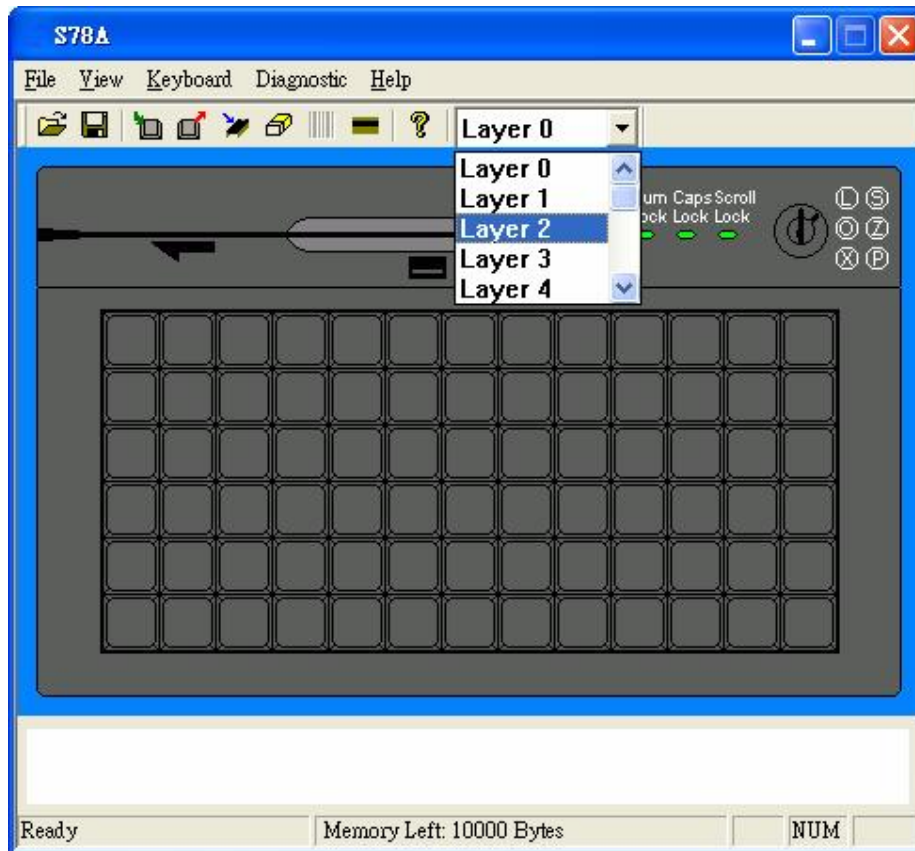 S78A
File View Keyboard Diagnostic Help
Layer 0
Layer 0
Layer 1
Layer 2
Layer 3
Layer 4
Caps Scroll
Lock Lock
L S
O Z
X P
Ready Memory Left: 10000 Bytes NUM